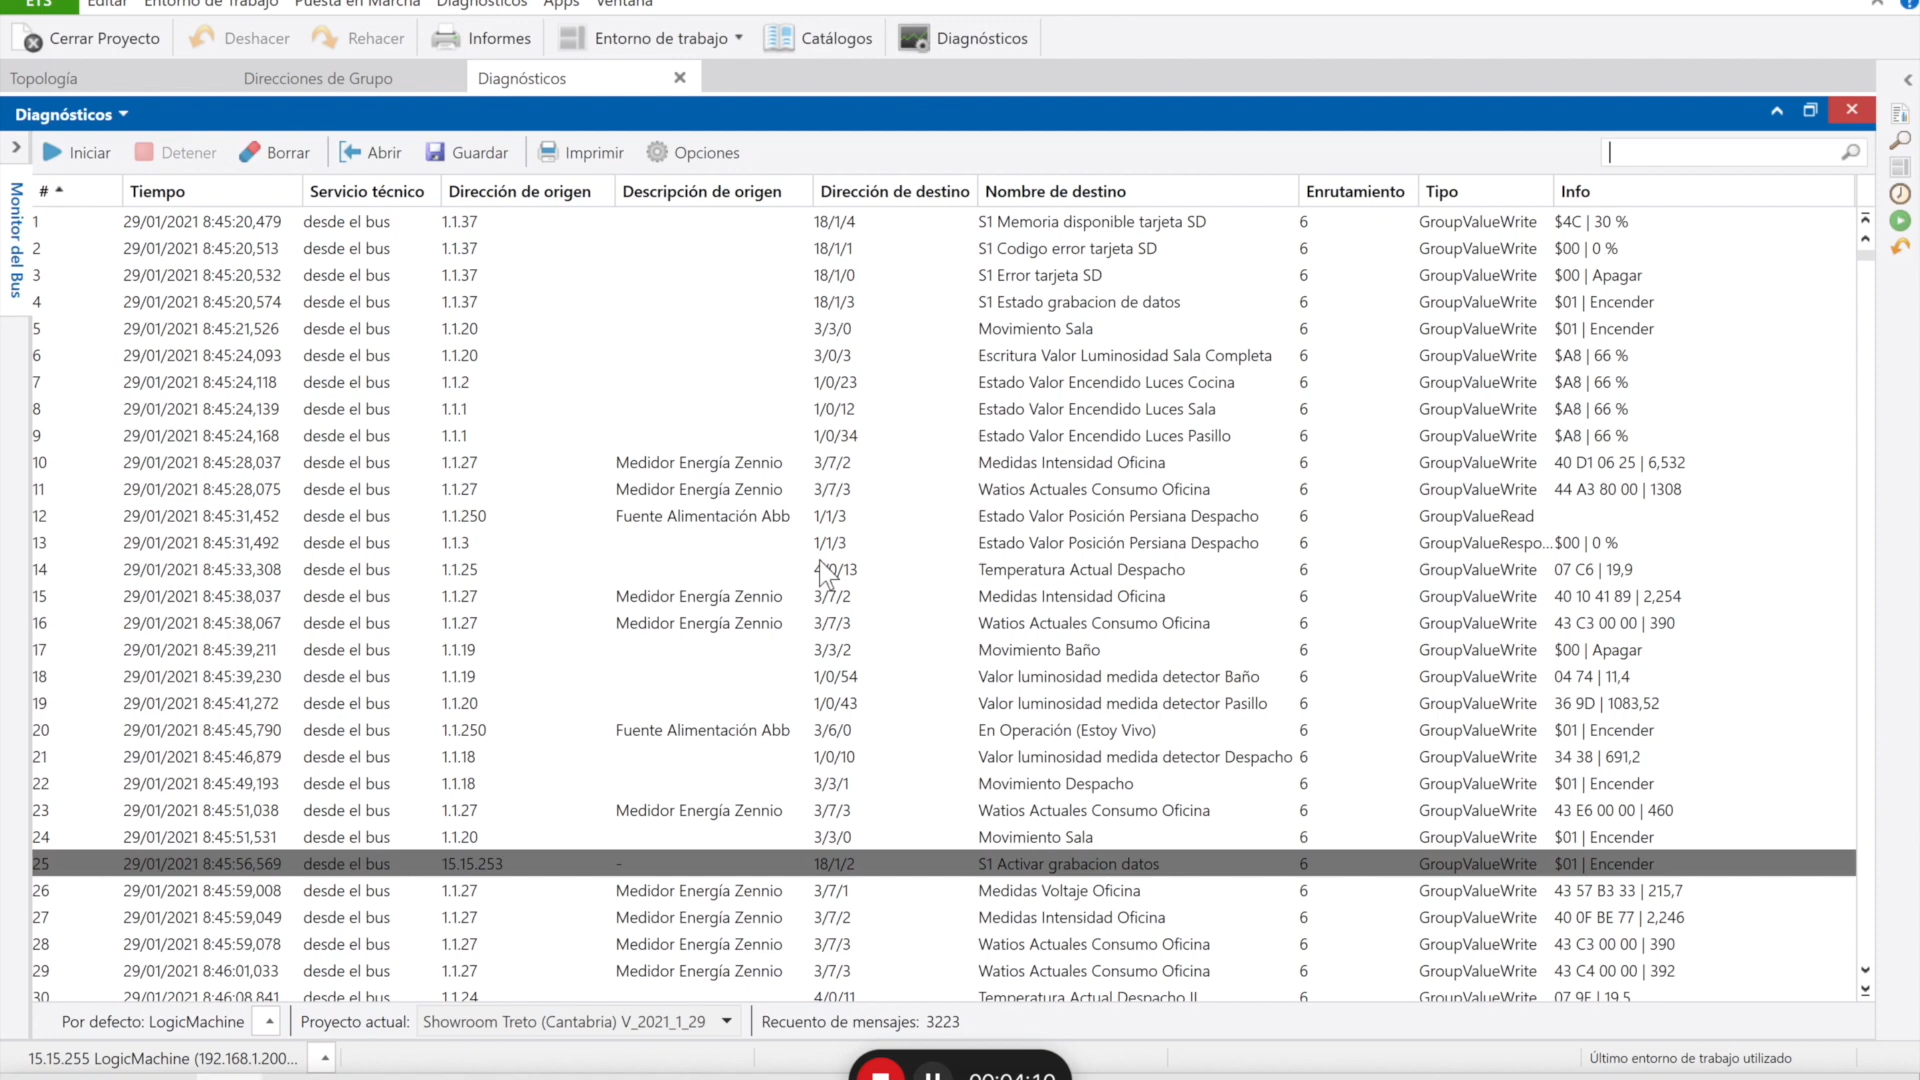 ETS Editar Entorno de Trabajo Puesta en Marcha Diagnósticos Apps Ventana
Cerrar Proyecto Deshacer Rehacer Informes Entorno de trabajo Catálogos Diagnósticos
Topología Direcciones de Grupo Diagnósticos
Diagnósticos
Iniciar Detener Borrar Abrir Guardar Imprimir Opciones
Monitor del Bus
# Tiempo Servicio técnico Dirección de origen Descripción de origen Dirección de destino Nombre de destino Enrutamiento Tipo Info
1 29/01/2021 8:45:20,479 desde el bus 1.1.37 18/1/4 S1 Memoria disponible tarjeta SD 6 GroupValueWrite $4C | 30 %
2 29/01/2021 8:45:20,513 desde el bus 1.1.37 18/1/1 S1 Codigo error tarjeta SD 6 GroupValueWrite $00 | 0 %
3 29/01/2021 8:45:20,532 desde el bus 1.1.37 18/1/0 S1 Error tarjeta SD 6 GroupValueWrite $00 | Apagar
4 29/01/2021 8:45:20,574 desde el bus 1.1.37 18/1/3 S1 Estado grabacion de datos 6 GroupValueWrite $01 | Encender
5 29/01/2021 8:45:21,526 desde el bus 1.1.20 3/3/0 Movimiento Sala 6 GroupValueWrite $01 | Encender
6 29/01/2021 8:45:24,093 desde el bus 1.1.20 3/0/3 Escritura Valor Luminosidad Sala Completa 6 GroupValueWrite $A8 | 66 %
7 29/01/2021 8:45:24,118 desde el bus 1.1.2 1/0/23 Estado Valor Encendido Luces Cocina 6 GroupValueWrite $A8 | 66 %
8 29/01/2021 8:45:24,139 desde el bus 1.1.1 1/0/12 Estado Valor Encendido Luces Sala 6 GroupValueWrite $A8 | 66 %
9 29/01/2021 8:45:24,168 desde el bus 1.1.1 1/0/34 Estado Valor Encendido Luces Pasillo 6 GroupValueWrite $A8 | 66 %
10 29/01/2021 8:45:28,037 desde el bus 1.1.27 Medidor Energía Zennio 3/7/2 Medidas Intensidad Oficina 6 GroupValueWrite 40 D1 06 25 | 6,532
11 29/01/2021 8:45:28,075 desde el bus 1.1.27 Medidor Energía Zennio 3/7/3 Watios Actuales Consumo Oficina 6 GroupValueWrite 44 A3 80 00 | 1308
12 29/01/2021 8:45:31,452 desde el bus 1.1.250 Fuente Alimentación Abb 1/1/3 Estado Valor Posición Persiana Despacho 6 GroupValueRead
13 29/01/2021 8:45:31,492 desde el bus 1.1.3 1/1/3 Estado Valor Posición Persiana Despacho 6 GroupValueRespo... $00 | 0 %
14 29/01/2021 8:45:33,308 desde el bus 1.1.25 4/0/13 Temperatura Actual Despacho 6 GroupValueWrite 07 C6 | 19,9
15 29/01/2021 8:45:38,037 desde el bus 1.1.27 Medidor Energía Zennio 3/7/2 Medidas Intensidad Oficina 6 GroupValueWrite 40 10 41 89 | 2,254
16 29/01/2021 8:45:38,067 desde el bus 1.1.27 Medidor Energía Zennio 3/7/3 Watios Actuales Consumo Oficina 6 GroupValueWrite 43 C3 00 00 | 390
17 29/01/2021 8:45:39,211 desde el bus 1.1.19 3/3/2 Movimiento Baño 6 GroupValueWrite $00 | Apagar
18 29/01/2021 8:45:39,230 desde el bus 1.1.19 1/0/54 Valor luminosidad medida detector Baño 6 GroupValueWrite 04 74 | 11,4
19 29/01/2021 8:45:41,272 desde el bus 1.1.20 1/0/43 Valor luminosidad medida detector Pasillo 6 GroupValueWrite 36 9D | 1083,52
20 29/01/2021 8:45:45,790 desde el bus 1.1.250 Fuente Alimentación Abb 3/6/0 En Operación (Estoy Vivo) 6 GroupValueWrite $01 | Encender
21 29/01/2021 8:45:46,879 desde el bus 1.1.18 1/0/10 Valor luminosidad medida detector Despacho 6 GroupValueWrite 34 38 | 691,2
22 29/01/2021 8:45:49,193 desde el bus 1.1.18 3/3/1 Movimiento Despacho 6 GroupValueWrite $01 | Encender
23 29/01/2021 8:45:51,038 desde el bus 1.1.27 Medidor Energía Zennio 3/7/3 Watios Actuales Consumo Oficina 6 GroupValueWrite 43 E6 00 00 | 460
24 29/01/2021 8:45:51,531 desde el bus 1.1.20 3/3/0 Movimiento Sala 6 GroupValueWrite $01 | Encender
25 29/01/2021 8:45:56,569 desde el bus 15.15.253 - 18/1/2 S1 Activar grabacion datos 6 GroupValueWrite $01 | Encender
26 29/01/2021 8:45:59,008 desde el bus 1.1.27 Medidor Energía Zennio 3/7/1 Medidas Voltaje Oficina 6 GroupValueWrite 43 57 B3 33 | 215,7
27 29/01/2021 8:45:59,049 desde el bus 1.1.27 Medidor Energía Zennio 3/7/2 Medidas Intensidad Oficina 6 GroupValueWrite 40 0F BE 77 | 2,246
28 29/01/2021 8:45:59,078 desde el bus 1.1.27 Medidor Energía Zennio 3/7/3 Watios Actuales Consumo Oficina 6 GroupValueWrite 43 C3 00 00 | 390
29 29/01/2021 8:46:01,033 desde el bus 1.1.27 Medidor Energía Zennio 3/7/3 Watios Actuales Consumo Oficina 6 GroupValueWrite 43 C4 00 00 | 392
30 29/01/2021 8:46:08,841 desde el bus 1.1.24 4/0/11 Temperatura Actual Despacho II 6 GroupValueWrite 07 9F | 19,5
Por defecto: LogicMachine Proyecto actual: Showroom Treto (Cantabria) V_2021_1_29 Recuento de mensajes: 3223
15.15.255 LogicMachine (192.168.1.200... Último entorno de trabajo utilizado
00:04:10